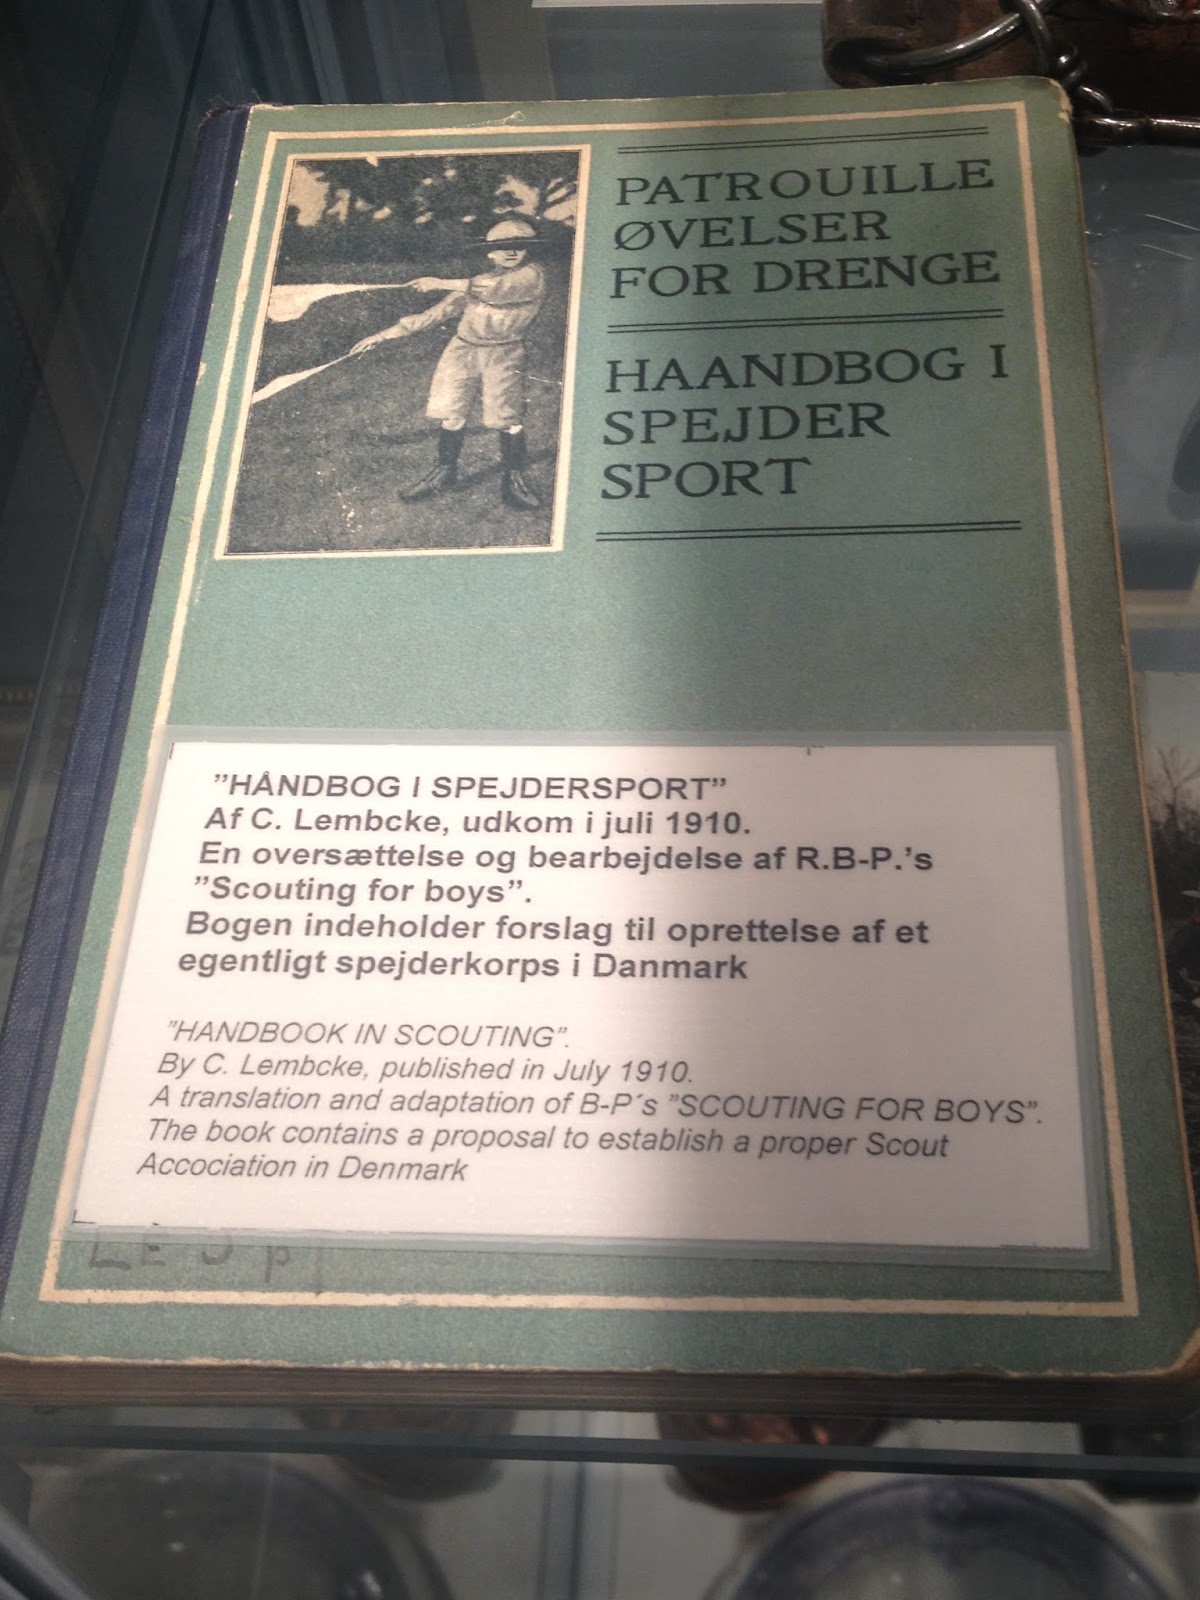 PATROUILLE
ØVELSER
FOR DRENGE
HAANDBOG I
SPEJDER
SPORT
”HÅNDBOG I SPEJDERSPORT”
Af C. Lembcke, udkom i juli 1910.
En oversættelse og bearbejdelse af R.B-P.’s
”Scouting for boys”.
Bogen indeholder forslag til oprettelse af et
egentligt spejderkorps i Danmark
”HANDBOOK IN SCOUTING”.
By C. Lembcke, published in July 1910.
A translation and adaptation of B-P´s ”SCOUTING FOR BOYS”.
The book contains a proposal to establish a proper Scout
Accociation in Denmark